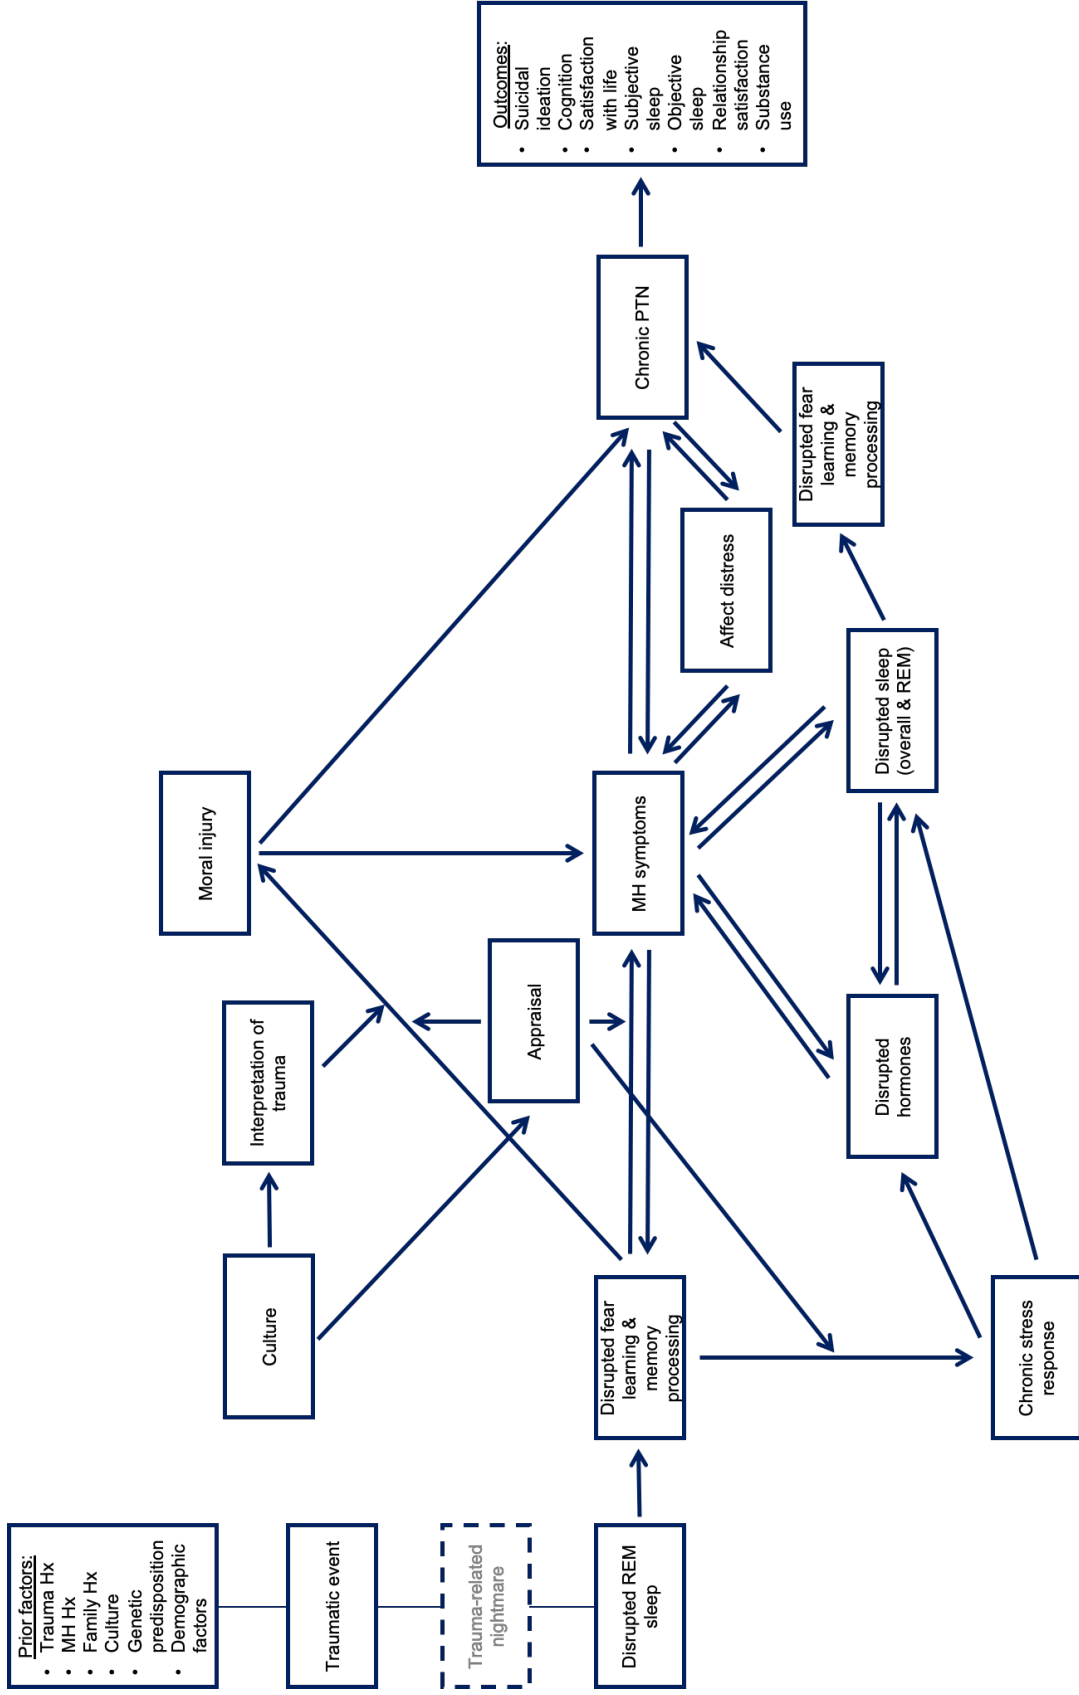 Prior factors:
• Trauma Hx
• MH Hx
• Family Hx
• Culture
• Genetic
predisposition
• Demographic
factors
Traumatic event
Trauma-related
nightmare
Disrupted REM
sleep
Culture
Disrupted fear
learning &
memory
processing
Chronic stress
response
Interpretation of
trauma
Appraisal
Disrupted
hormones
Moral injury
MH symptoms
Disrupted sleep
(overall & REM)
Affect distress
Disrupted fear
learning &
memory
processing
Chronic PTN
Outcomes:
• Suicidal
ideation
• Cognition
• Satisfaction
with life
• Subjective
sleep
• Objective
sleep
• Relationship
satisfaction
• Substance
use